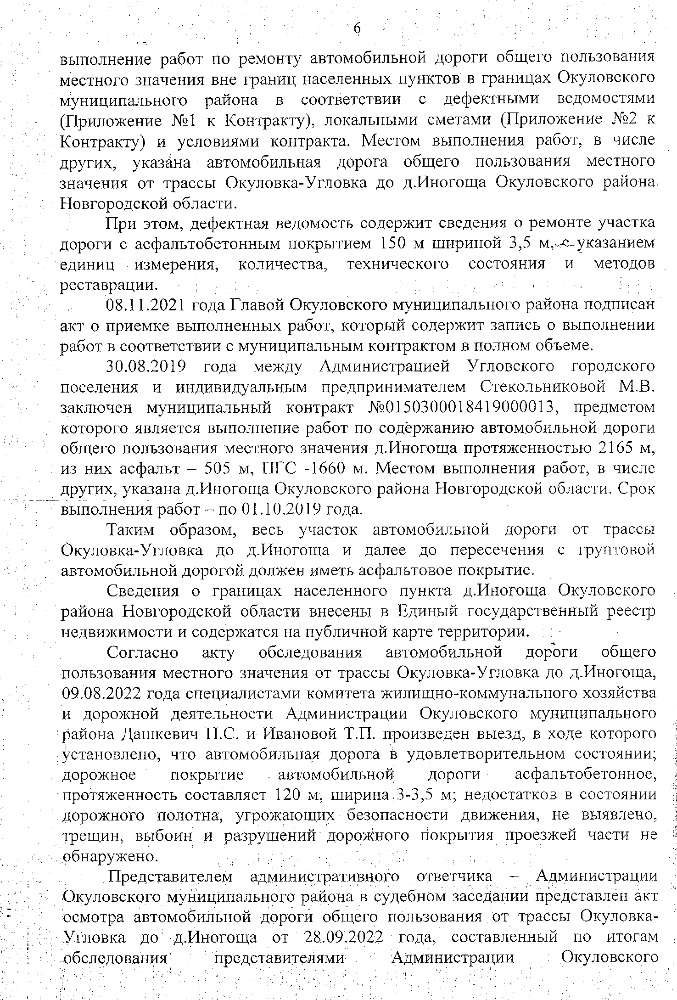 6
выполнение работ по ремонту автомобильной дороги общего пользования
местного значения вне границ населенных пунктов в границах Окуловского
муниципального района в соответствии с дефектными ведомостями
(Приложение №1 к Контракту), локальными сметами (Приложение №2 к
Контракту) и условиями контракта. Местом выполнения работ, в числе
других, указана автомобильная дорога общего пользования местного
значения от трассы Окуловка-Угловка до д.Иногоща Окуловского района
Новгородской области.
При этом, дефектная ведомость содержит сведения о ремонте участка
дороги с асфальтобетонным покрытием 150 м шириной 3,5 м, с указанием
единиц измерения, количества, технического состояния и методов
реставрации.
08.11.2021 года Главой Окуловского муниципального района подписан
акт о приемке выполненных работ, который содержит запись о выполнении
работ в соответствии с муниципальным контрактом в полном объеме.
30.08.2019 года между Администрацией Угловского городского
поселения и индивидуальным предпринимателем Стекольниковой М.В.
заключен муниципальный контракт №0150300018419000013, предметом
которого является выполнение работ по содержанию автомобильной дороги
общего пользования местного значения д.Иногоща протяженностью 2165 м,
из них асфальт – 505 м, ПГС -1660 м. Местом выполнения работ, в числе
других, указана д.Иногоща Окуловского района Новгородской области. Срок
выполнения работ – по 01.10.2019 года.
Таким образом, весь участок автомобильной дороги от трассы
Окуловка-Угловка до д.Иногоща и далее до пересечения с грунтовой
автомобильной дорогой должен иметь асфальтовое покрытие.
Сведения о границах населенного пункта д.Иногоща Окуловского
района Новгородской области внесены в Единый государственный реестр
недвижимости и содержатся на публичной карте территории.
Согласно акту обследования автомобильной дороги общего
пользования местного значения от трассы Окуловка-Угловка до д.Иногоща,
09.08.2022 года специалистами комитета жилищно-коммунального хозяйства
и дорожной деятельности Администрации Окуловского муниципального
района Дашкевич Н.С. и Ивановой Т.П. произведен выезд, в ходе которого
установлено, что автомобильная дорога в удовлетворительном состоянии;
дорожное покрытие автомобильной дороги асфальтобетонное,
протяженность составляет 120 м, ширина 3-3,5 м; недостатков в состоянии
дорожного полотна, угрожающих безопасности движения, не выявлено,
трещин, выбоин и разрушений дорожного покрытия проезжей части не
обнаружено.
Представителем административного ответчика – Администрации
Окуловского муниципального района в судебном заседании представлен акт
осмотра автомобильной дороги общего пользования от трассы Окуловка-
Угловка до д.Иногоща от 28.09.2022 года, составленный по итогам
обследования представителями Администрации Окуловского